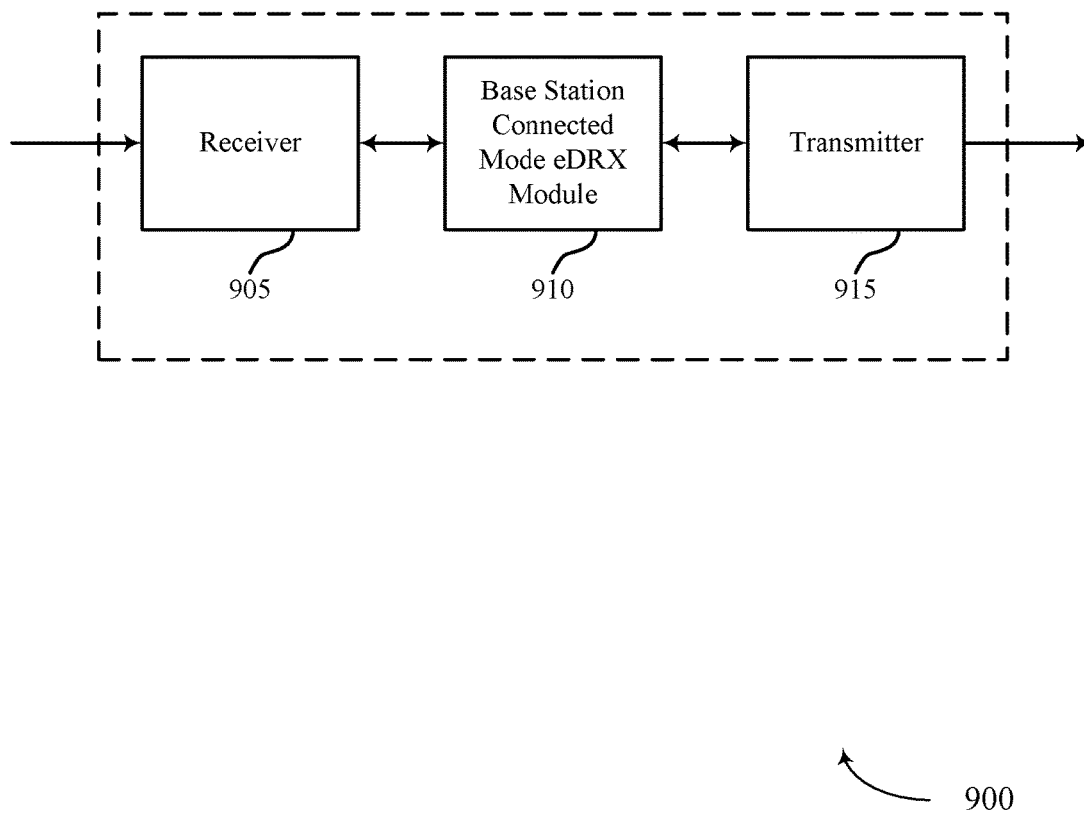 Receiver
Base Station
Connected
Mode eDRX
Module
Transmitter
905
910
915
900